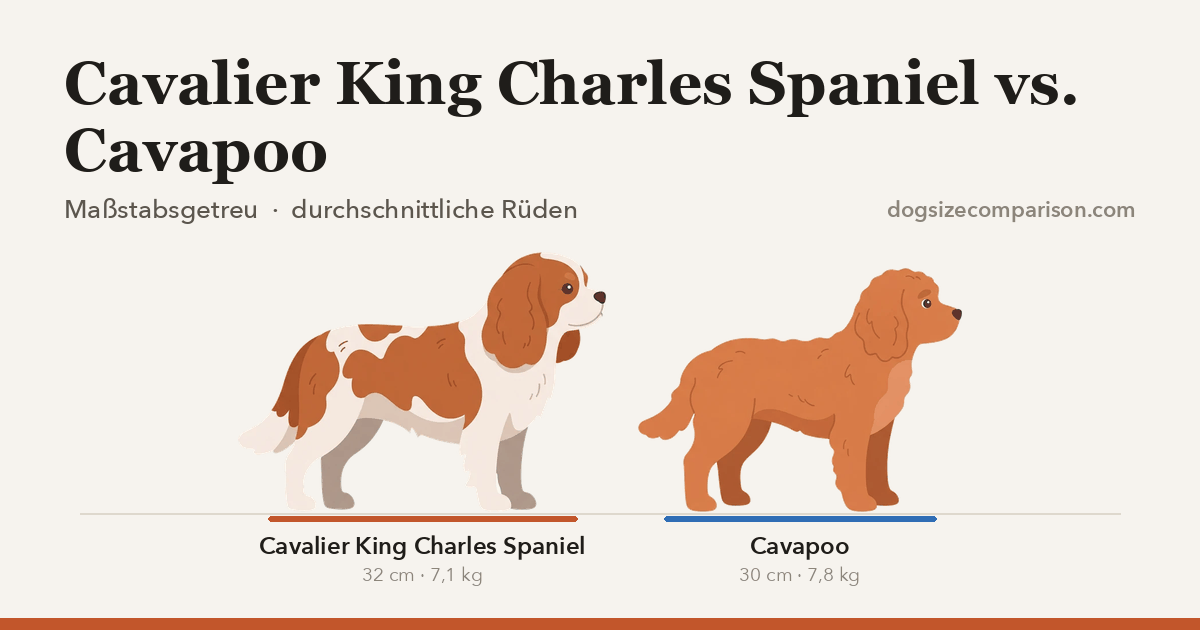 Cavalier King Charles Spaniel vs.
Cavapoo
Maßstabsgetreu · durchschnittliche Rüden
dogsizecomparison.com
Cavalier King Charles Spaniel
32 cm · 7,1 kg
Cavapoo
30 cm · 7,8 kg